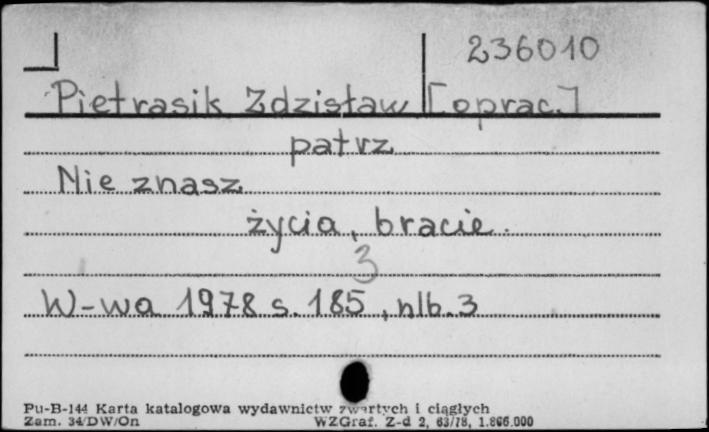 236010
Pietrasik Zdzisław [oprac.]
patrz
Nie znasz
życia, bracie.
3
W-wa 1978 s. 185, nlb. 3
Pu-B-144 Karta katalogowa wydawnictw zwartych i ciągłych
Zam. 34/DW/On WZGraf. Z-d 2, 63/78, 1.866.000